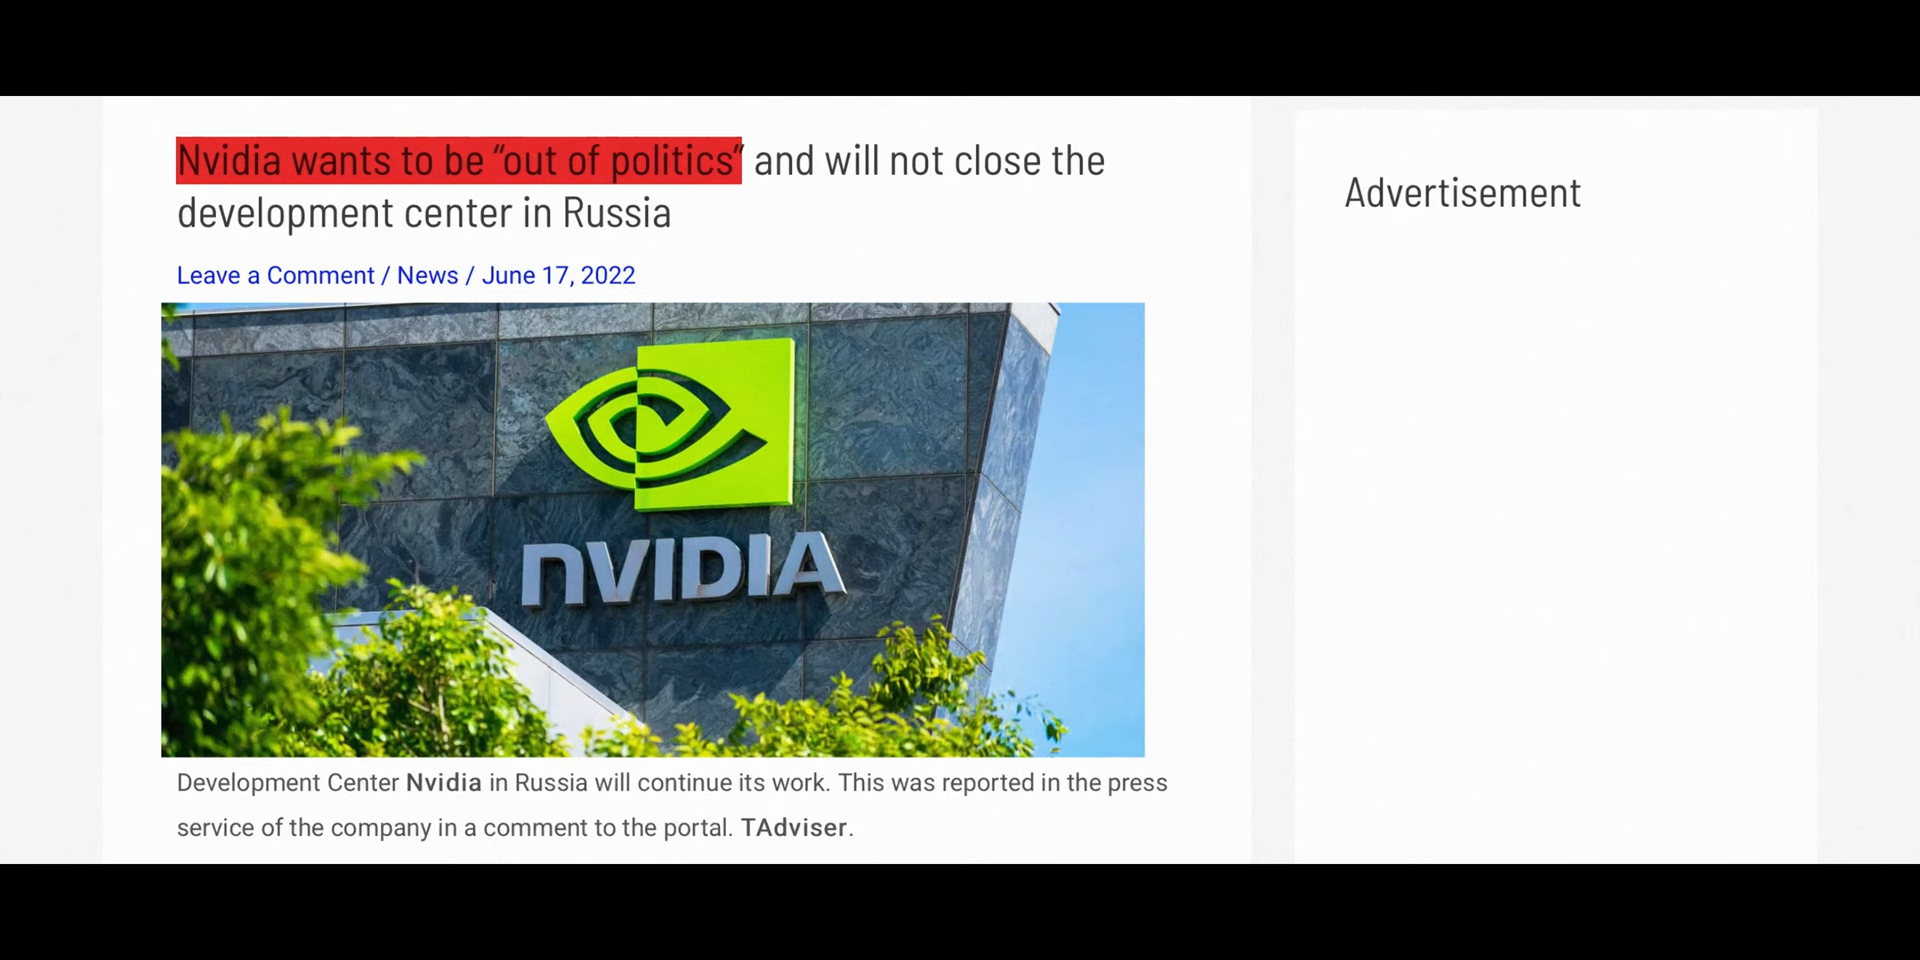 Nvidia wants to be “out of politics” and will not close the
development center in Russia
Leave a Comment / News / June 17, 2022
Advertisement
NVIDIA
Development Center Nvidia in Russia will continue its work. This was reported in the press
service of the company in a comment to the portal. TAdviser.